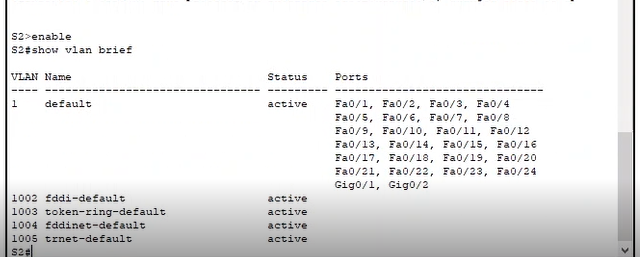 S2>enable
S2#show vlan brief
VLAN Name                             Status    Ports
---- -------------------------------- --------- -------------------------------
1    default                          active    Fa0/1, Fa0/2, Fa0/3, Fa0/4
                                                Fa0/5, Fa0/6, Fa0/7, Fa0/8
                                                Fa0/9, Fa0/10, Fa0/11, Fa0/12
                                                Fa0/13, Fa0/14, Fa0/15, Fa0/16
                                                Fa0/17, Fa0/18, Fa0/19, Fa0/20
                                                Fa0/21, Fa0/22, Fa0/23, Fa0/24
                                                Gig0/1, Gig0/2
1002 fddi-default                     active
1003 token-ring-default               active
1004 fddinet-default                  active
1005 trnet-default                    active
S2#